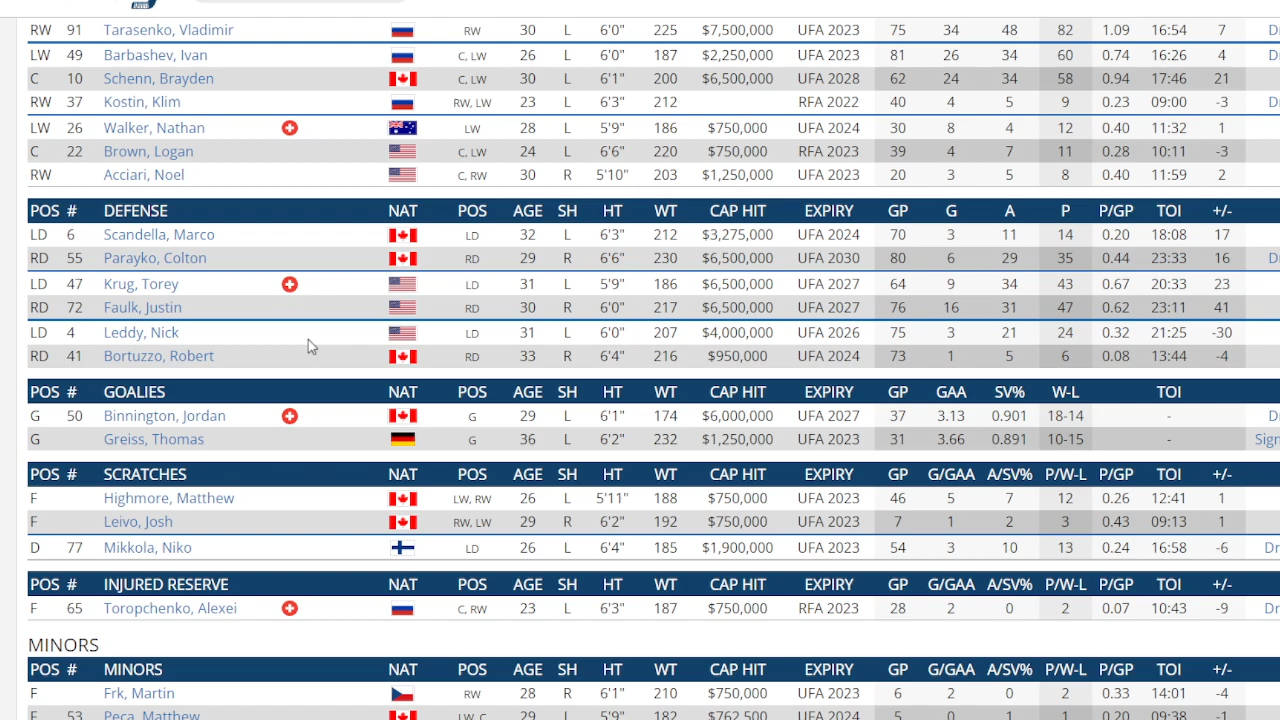 RW 91 Tarasenko, Vladimir RW 30 L 6'0" 225 $7,500,000 UFA 2023 75 34 48 82 1.09 16:54 7 D
LW 49 Barbashev, Ivan C, LW 26 L 6'0" 187 $2,250,000 UFA 2023 81 26 34 60 0.74 16:26 4 D
C 10 Schenn, Brayden C, LW 30 L 6'1" 200 $6,500,000 UFA 2028 62 24 34 58 0.94 17:46 21
RW 37 Kostin, Klim RW, LW 23 L 6'3" 212 RFA 2022 40 4 5 9 0.23 09:00 -3 D
LW 26 Walker, Nathan LW 28 L 5'9" 186 $750,000 UFA 2024 30 8 4 12 0.40 11:32 1
C 22 Brown, Logan C, LW 24 L 6'6" 220 $750,000 RFA 2023 39 4 7 11 0.28 10:11 -3
RW Acciari, Noel C, RW 30 R 5'10" 203 $1,250,000 UFA 2023 20 3 5 8 0.40 11:59 2
POS # DEFENSE NAT POS AGE SH HT WT CAP HIT EXPIRY GP G A P P/GP TOI +/-
LD 6 Scandella, Marco LD 32 L 6'3" 212 $3,275,000 UFA 2024 70 3 11 14 0.20 18:08 17
RD 55 Parayko, Colton RD 29 R 6'6" 230 $6,500,000 UFA 2030 80 6 29 35 0.44 23:33 16 D
LD 47 Krug, Torey LD 31 L 5'9" 186 $6,500,000 UFA 2027 64 9 34 43 0.67 20:33 23
RD 72 Faulk, Justin RD 30 R 6'0" 217 $6,500,000 UFA 2027 76 16 31 47 0.62 23:11 41
LD 4 Leddy, Nick LD 31 L 6'0" 207 $4,000,000 UFA 2026 75 3 21 24 0.32 21:25 -30
RD 41 Bortuzzo, Robert RD 33 R 6'4" 216 $950,000 UFA 2024 73 1 5 6 0.08 13:44 -4
POS # GOALIES NAT POS AGE SH HT WT CAP HIT EXPIRY GP GAA SV% W-L TOI
G 50 Binnington, Jordan G 29 L 6'1" 174 $6,000,000 UFA 2027 37 3.13 0.901 18-14 - D
G Greiss, Thomas G 36 L 6'2" 232 $1,250,000 UFA 2023 31 3.66 0.891 10-15 - Sign
POS # SCRATCHES NAT POS AGE SH HT WT CAP HIT EXPIRY GP G/GAA A/SV% P/W-L P/GP TOI +/-
F Highmore, Matthew LW, RW 26 L 5'11" 188 $750,000 UFA 2023 46 5 7 12 0.26 12:41 1
F Leivo, Josh RW, LW 29 R 6'2" 192 $750,000 UFA 2023 7 1 2 3 0.43 09:13 1
D 77 Mikkola, Niko LD 26 L 6'4" 185 $1,900,000 UFA 2023 54 3 10 13 0.24 16:58 -6 Dr
POS # INJURED RESERVE NAT POS AGE SH HT WT CAP HIT EXPIRY GP G/GAA A/SV% P/W-L P/GP TOI +/-
F 65 Toropchenko, Alexei C, RW 23 L 6'3" 187 $750,000 RFA 2023 28 2 0 2 0.07 10:43 -9 Dr
MINORS
POS # MINORS NAT POS AGE SH HT WT CAP HIT EXPIRY GP G/GAA A/SV% P/W-L P/GP TOI +/-
F Frk, Martin RW 28 R 6'1" 210 $750,000 UFA 2023 6 2 0 2 0.33 14:01 -4
F 53 Peca, Matthew LW, C 29 L 5'9" 182 $762,500 UFA 2024 5 0 1 1 0.20 09:38 -1